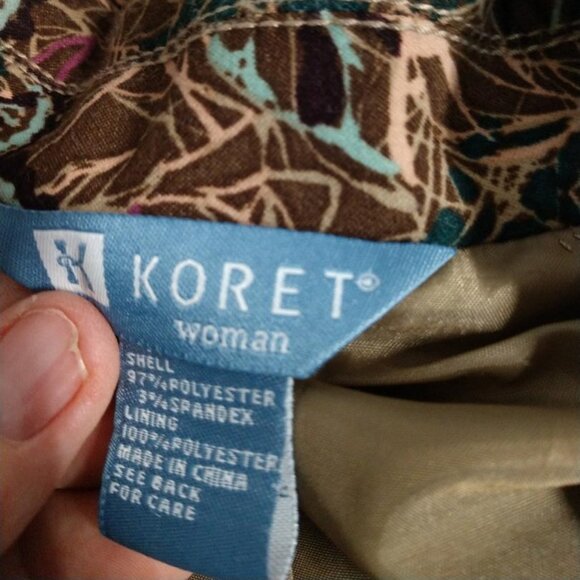 KORET®
woman
SHELL
97%POLYESTER
3%SPANDEX
LINING
100%POLYESTER
MADE IN CHINA
SEE BACK
FOR CARE